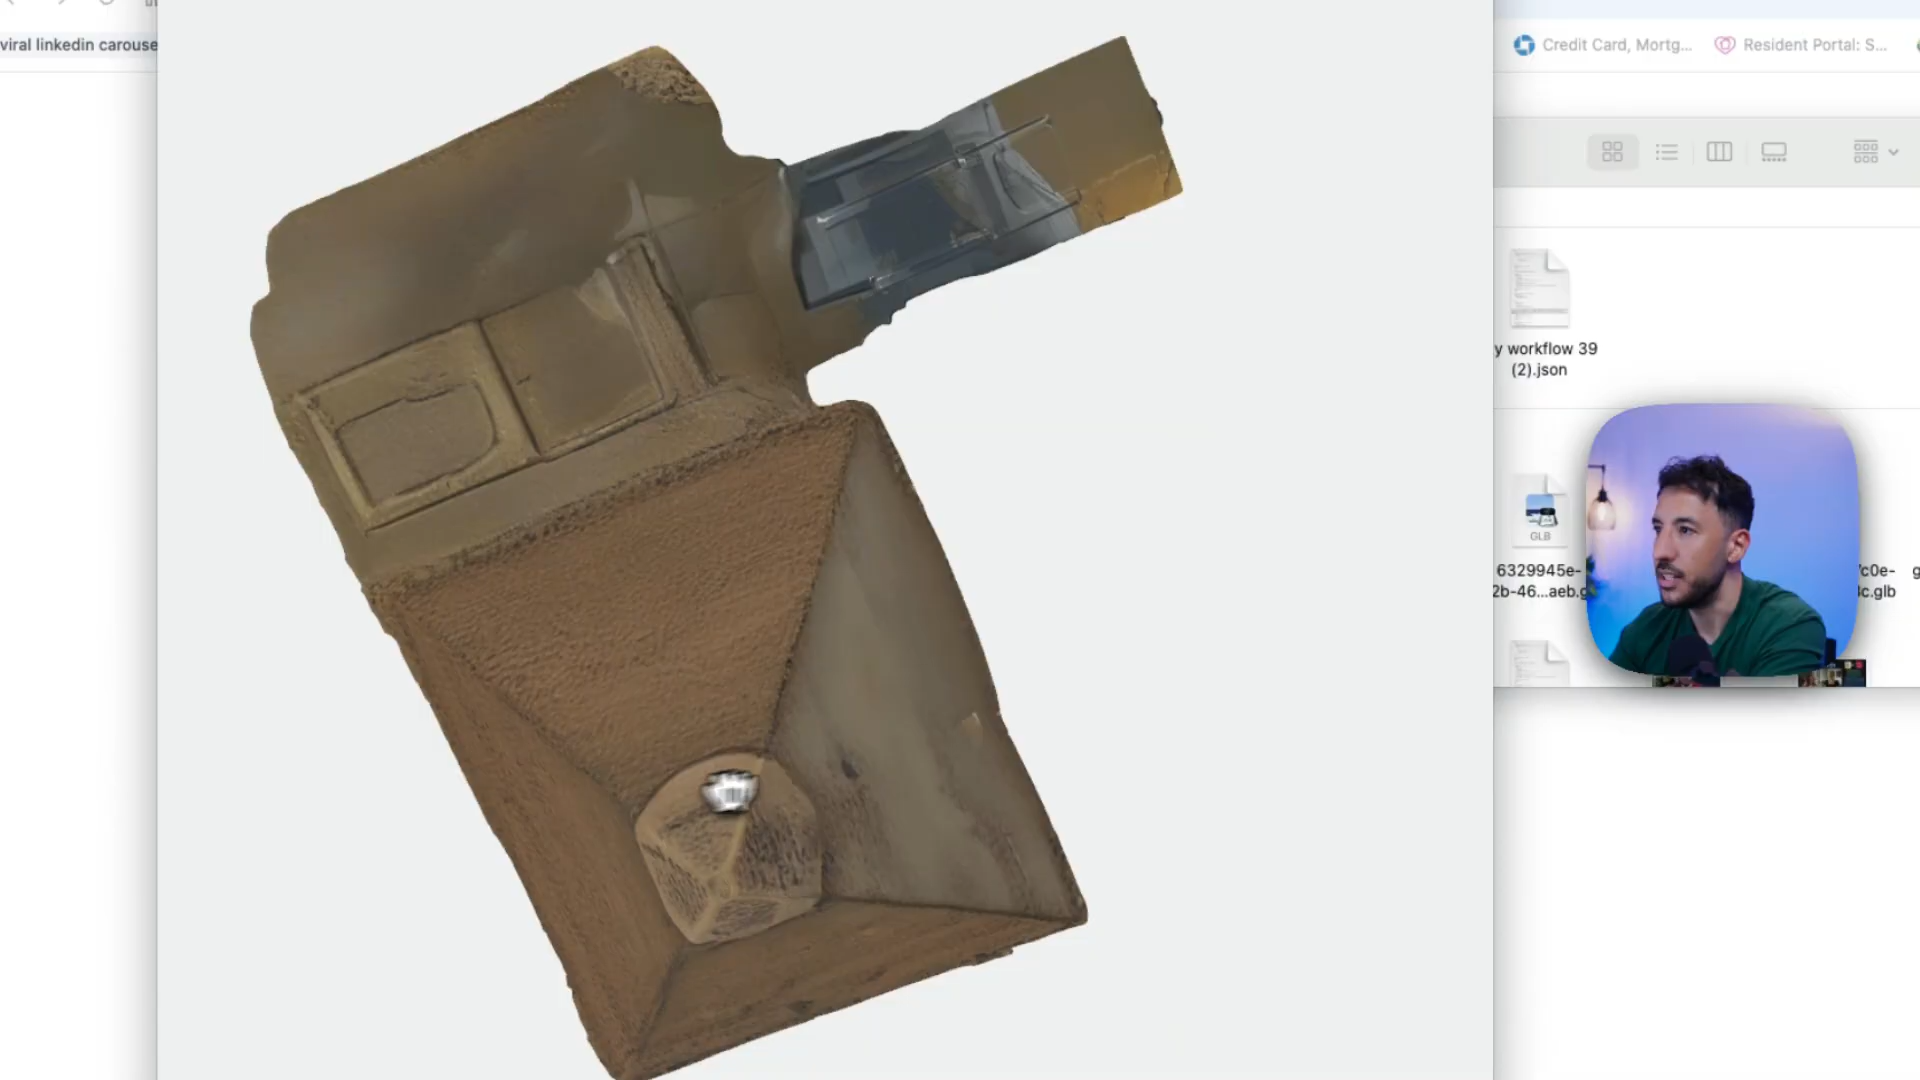 viral linkedin carouse
Credit Card, Mortg...
Resident Portal: S...
y workflow 39
(2).json
GLB
6329945e-
2b-46...aeb.g
c0e-
c.glb
g